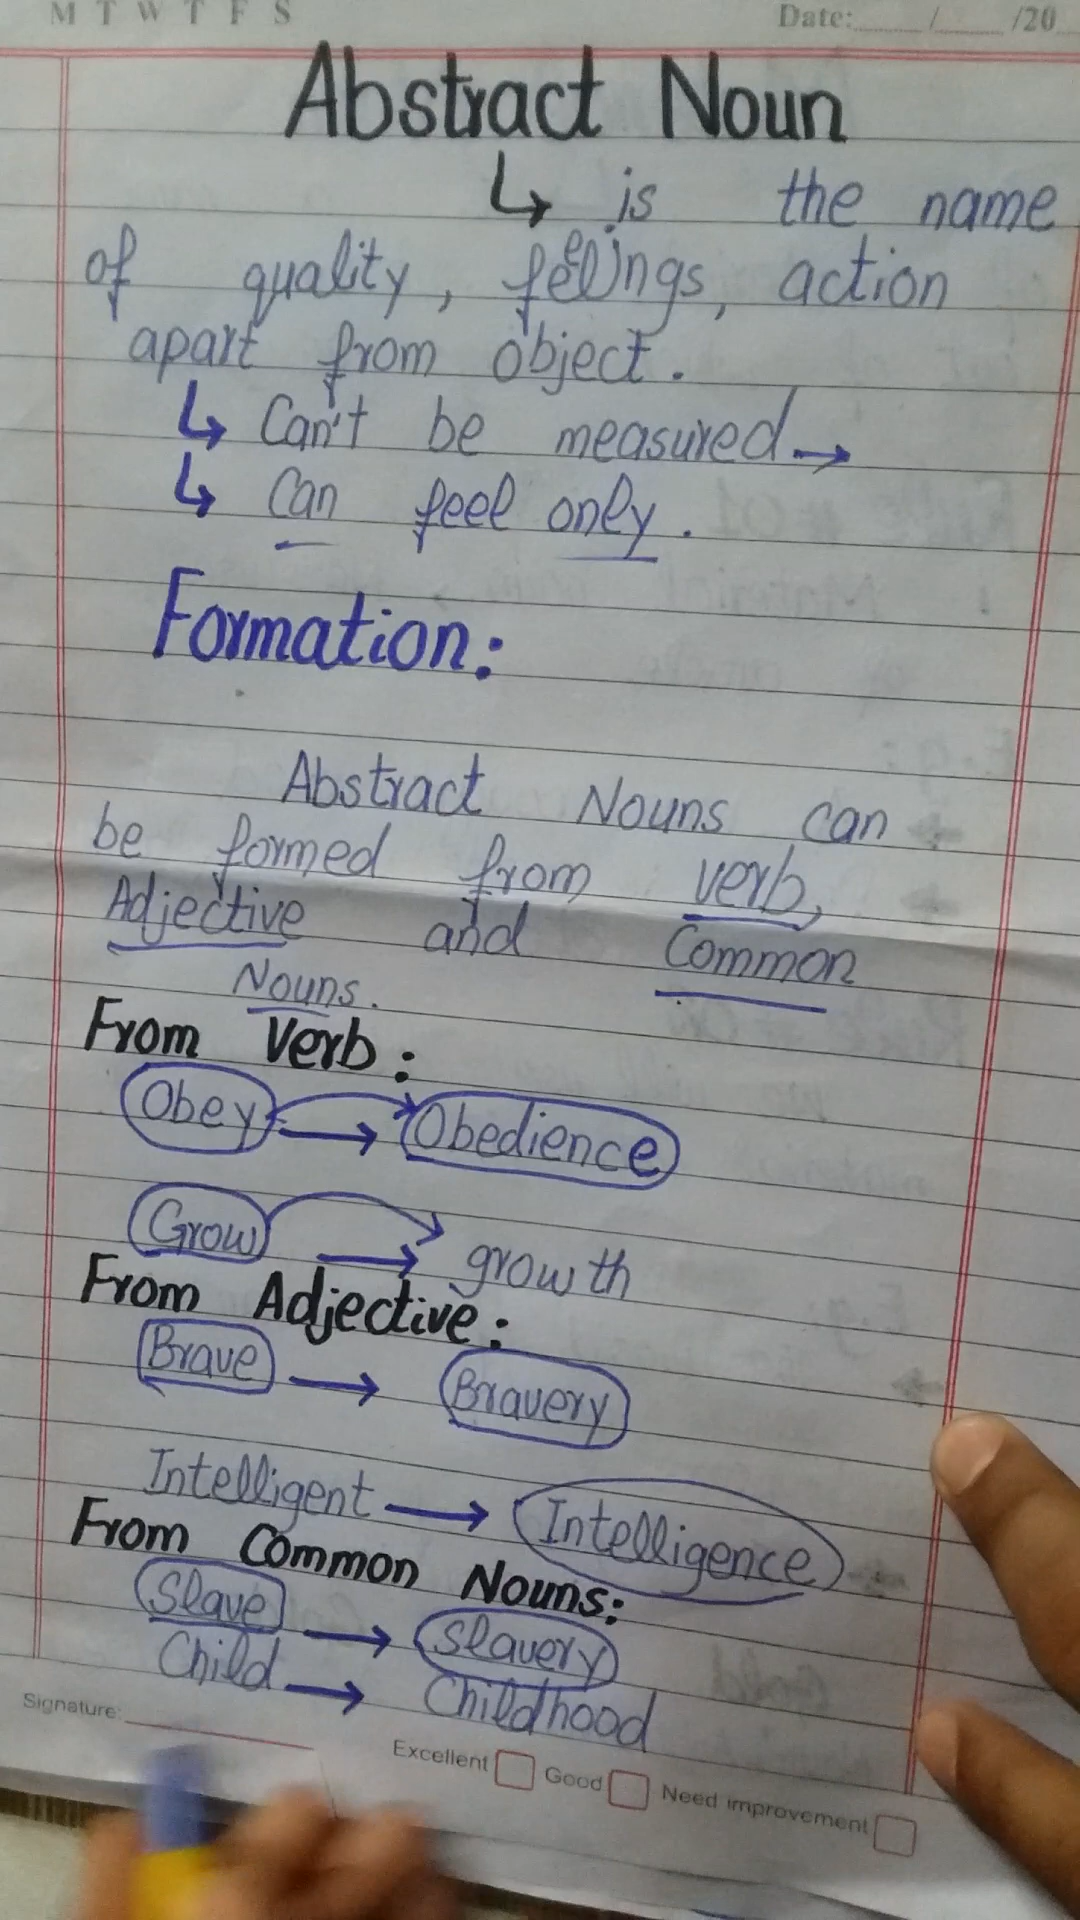 M T W T F S Date: / /20
Abstract Noun
↳ is the name
of quality, feelings, action
apart from object.
↳ Can't be measured →
↳ Can feel only.
Formation:
Abstract Nouns can
be formed from verb,
Adjective and Common
Nouns.
From Verb:
Obey → Obedience
Grow → growth
From Adjective:
Brave → Bravery
Intelligent → Intelligence
From Common Nouns:
Slave → slavery
Child → Childhood
Signature:
Excellent Good Need improvement